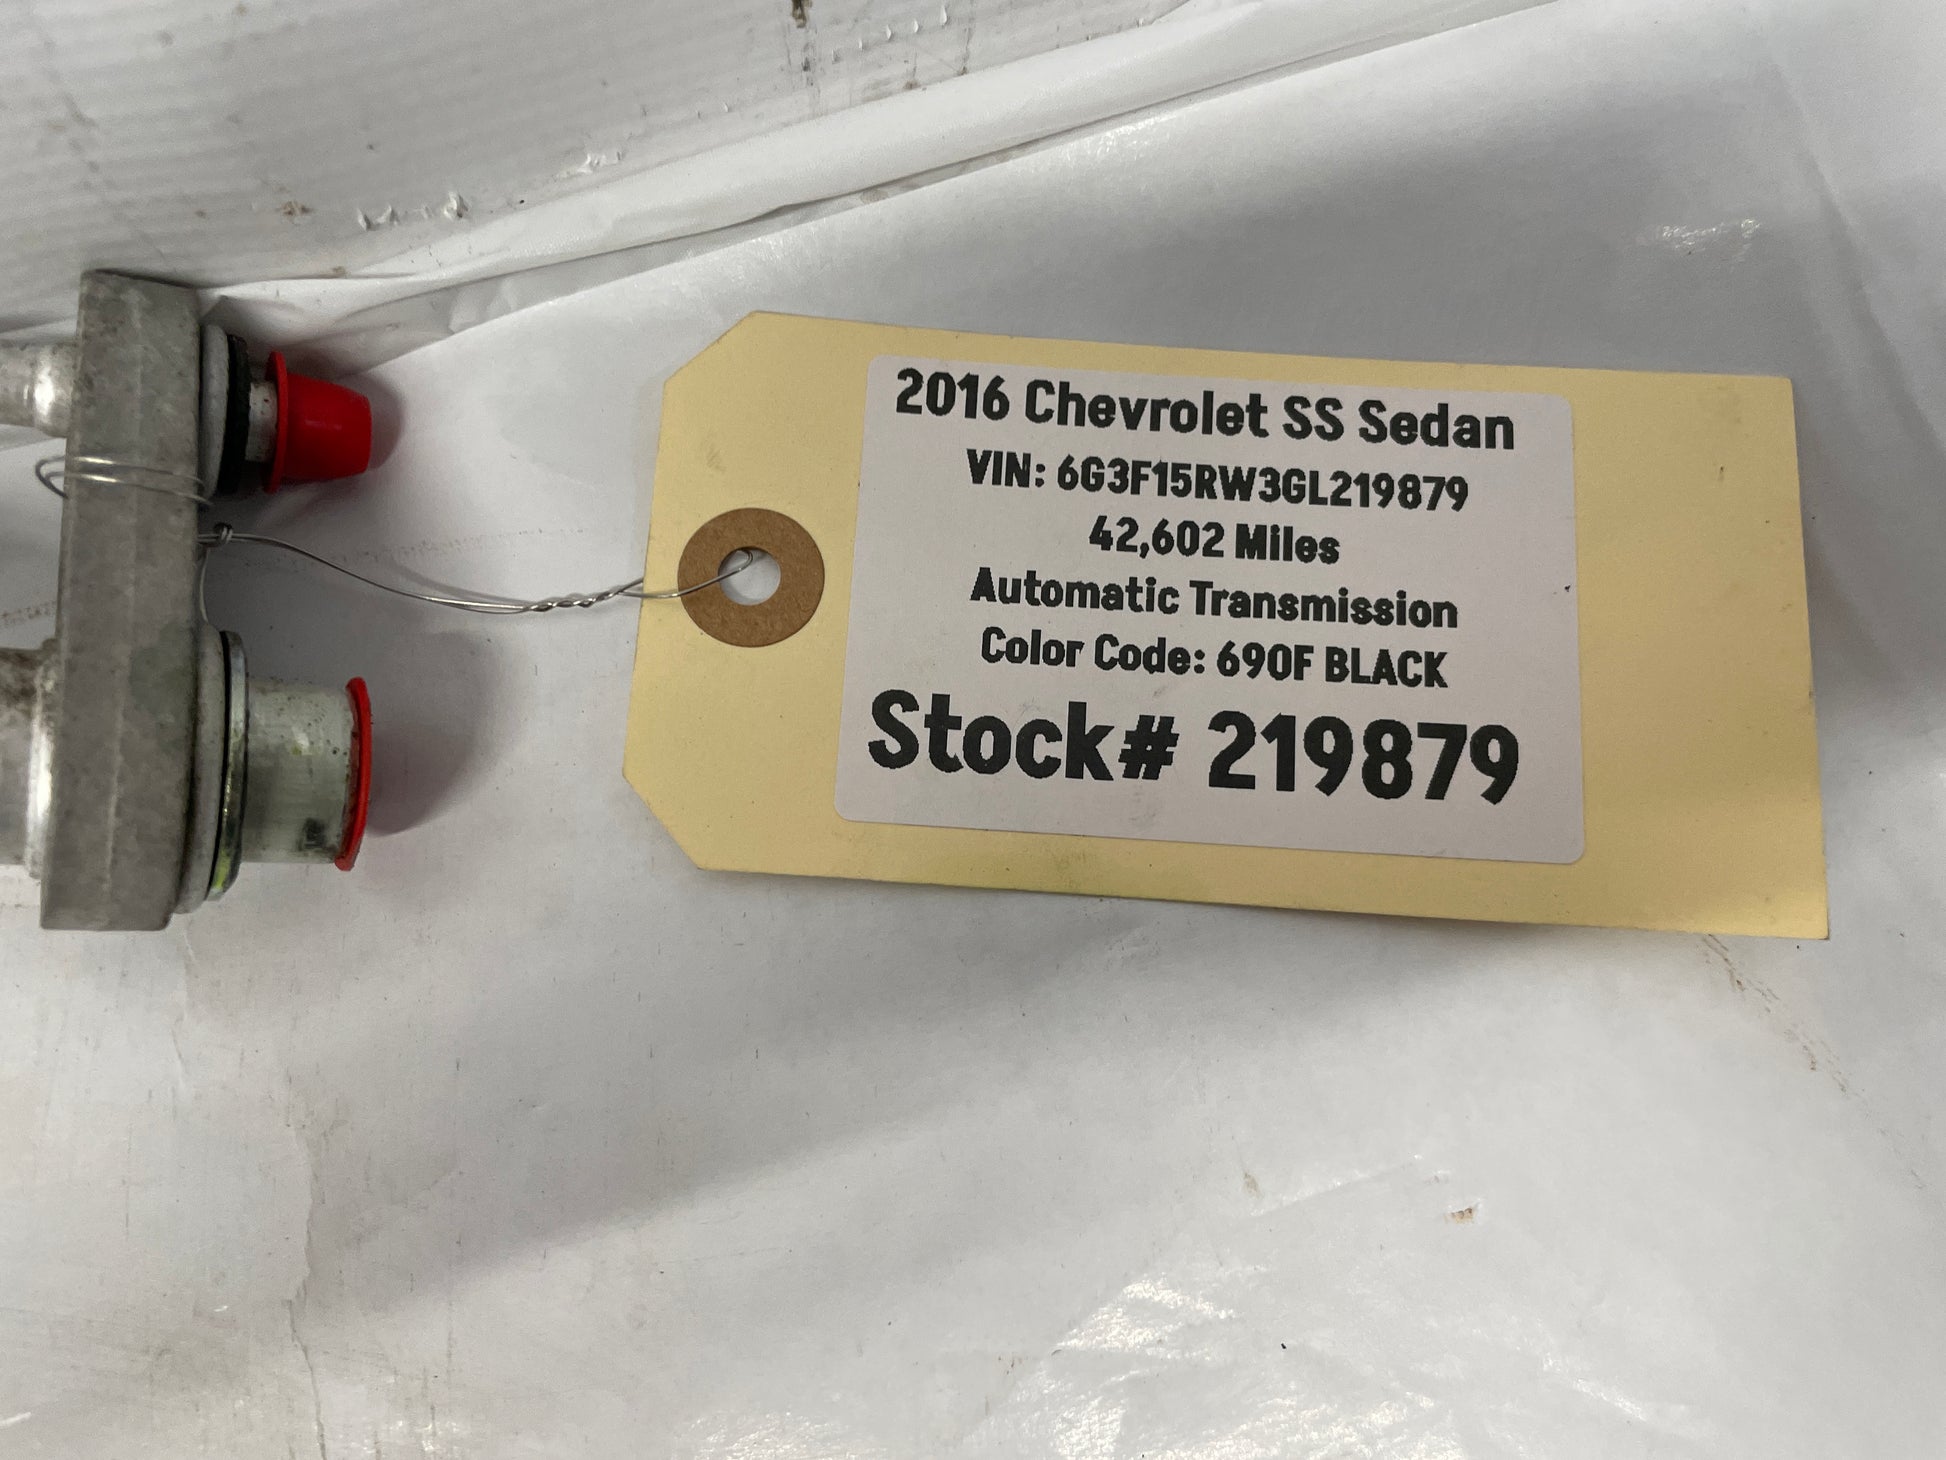 2016 Chevrolet SS Sedan
VIN: 6G3F15RW3GL219879
42,602 Miles
Automatic Transmission
Color Code: 690F BLACK
Stock# 219879